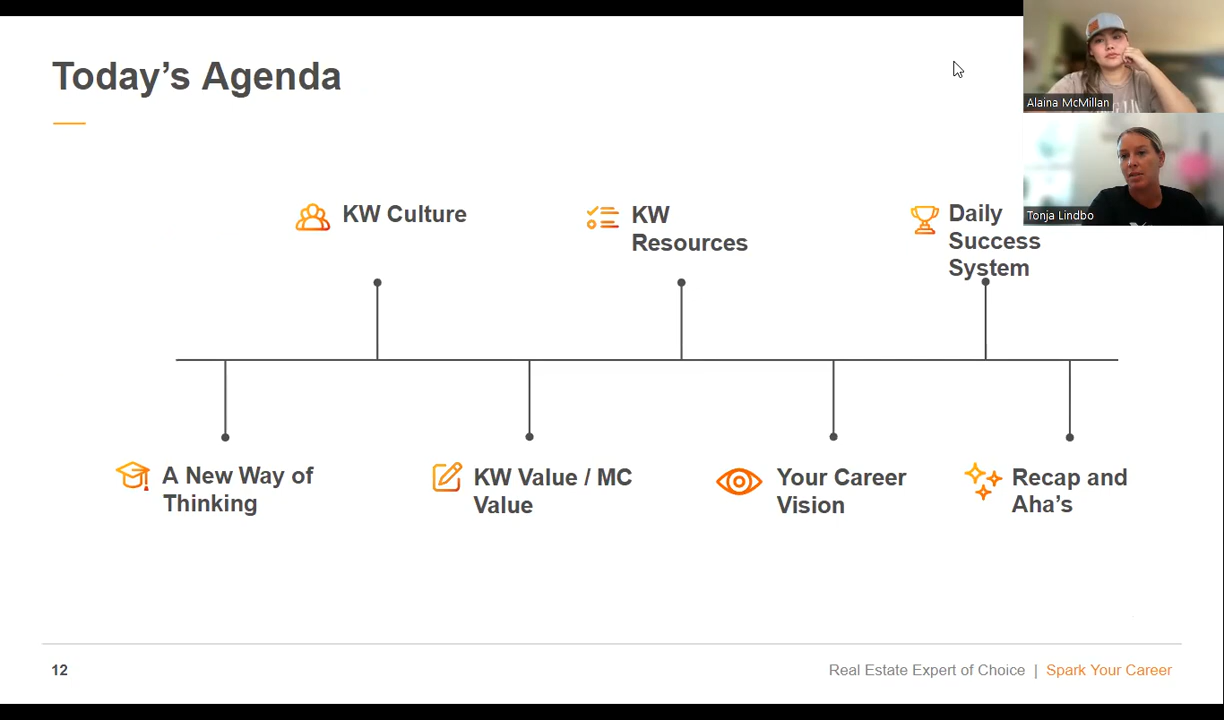 Today's Agenda
Alaina McMillan
Tonja Lindbo
KW Culture
KW
Resources
Daily
Success
System
A New Way of
Thinking
KW Value / MC
Value
Your Career
Vision
Recap and
Aha's
12
Real Estate Expert of Choice | Spark Your Career